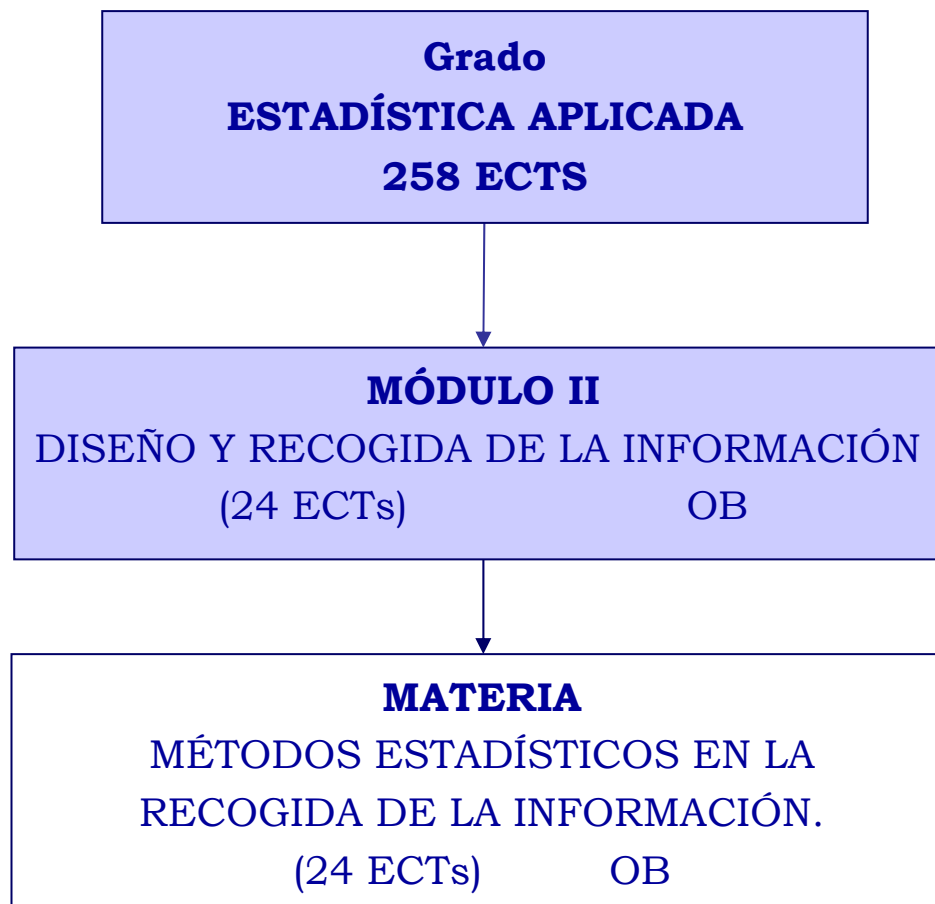 Grado
ESTADÍSTICA APLICADA
258 ECTS
MÓDULO II
DISEÑO Y RECOGIDA DE LA INFORMACIÓN
(24 ECTs) OB
MATERIA
MÉTODOS ESTADÍSTICOS EN LA
RECOGIDA DE LA INFORMACIÓN.
(24 ECTs) OB